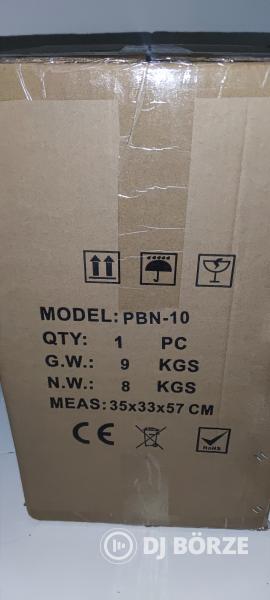 MODEL: PBN-10
QTY: 1 PC
G.W.: 9 KGS
N.W.: 8 KGS
MEAS: 35x33x57 CM
CE
RoHS
DJ BÖRZE